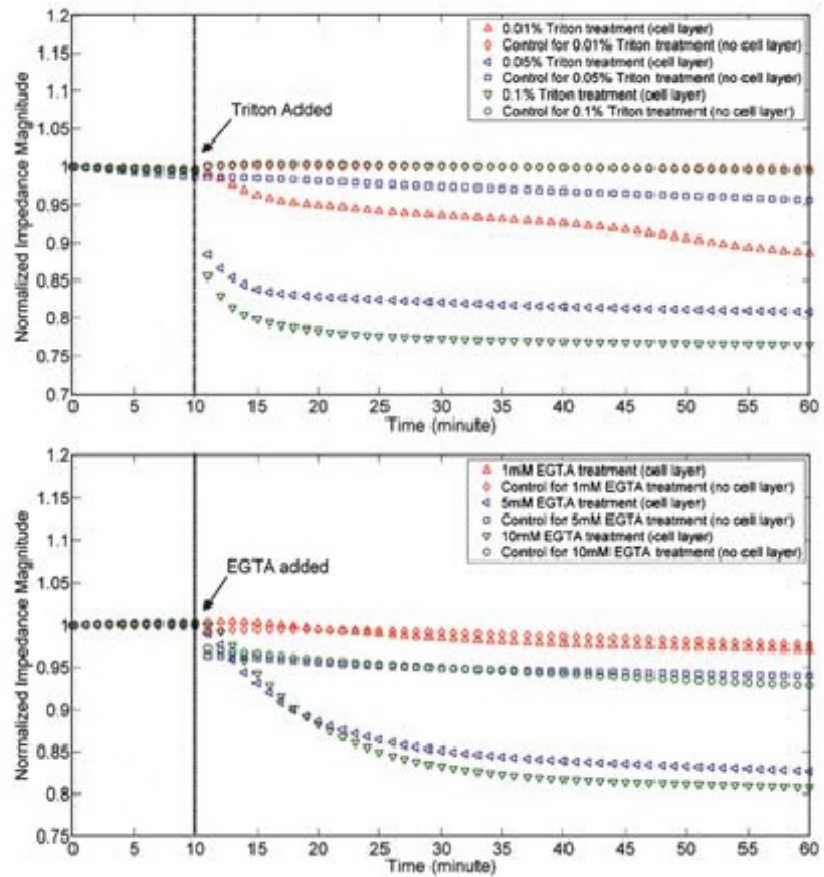 1.2
1.15
1.1
1.05
1
0.95
0.9
0.85
0.8
0.75
0.7
Normalized Impedance Magnitude
0.01% Triton treatment (cell layer)
Control for 0.01% Triton treatment (no cell layer)
0.05% Triton treatment (cell layer)
Control for 0.05% Triton treatment (no cell layer)
0.1% Triton treatment (cell layer)
Control for 0.1% Triton treatment (no cell layer)
Triton Added
0 5 10 15 20 25 30 35 40 45 50 55 60
Time (minute)
1.2
1.15
1.1
1.05
1
0.95
0.9
0.85
0.8
0.75
Normalized Impedance Magnitude
1mM EGTA treatment (cell layer)
Control for 1mM EGTA treatment (no cell layer)
5mM EGTA treatment (cell layer)
Control for 5mM EGTA treatment (no cell layer)
10mM EGTA treatment (cell layer)
Control for 10mM EGTA treatment (no cell layer)
EGTA added
0 5 10 15 20 25 30 35 40 45 50 55 60
Time (minute)